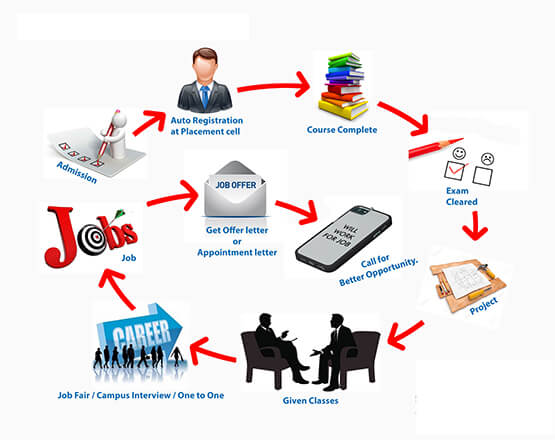 Admission
Auto Registration
at Placement cell
Course Complete
Exam
Cleared
Project
Given Classes
CAREER
Job Fair / Campus Interview / One to One
Jobs
Job
JOB OFFER
Get Offer letter
or
Appointment letter
WILL
WORK
FOR JOB
Call for
Better Opportunity.